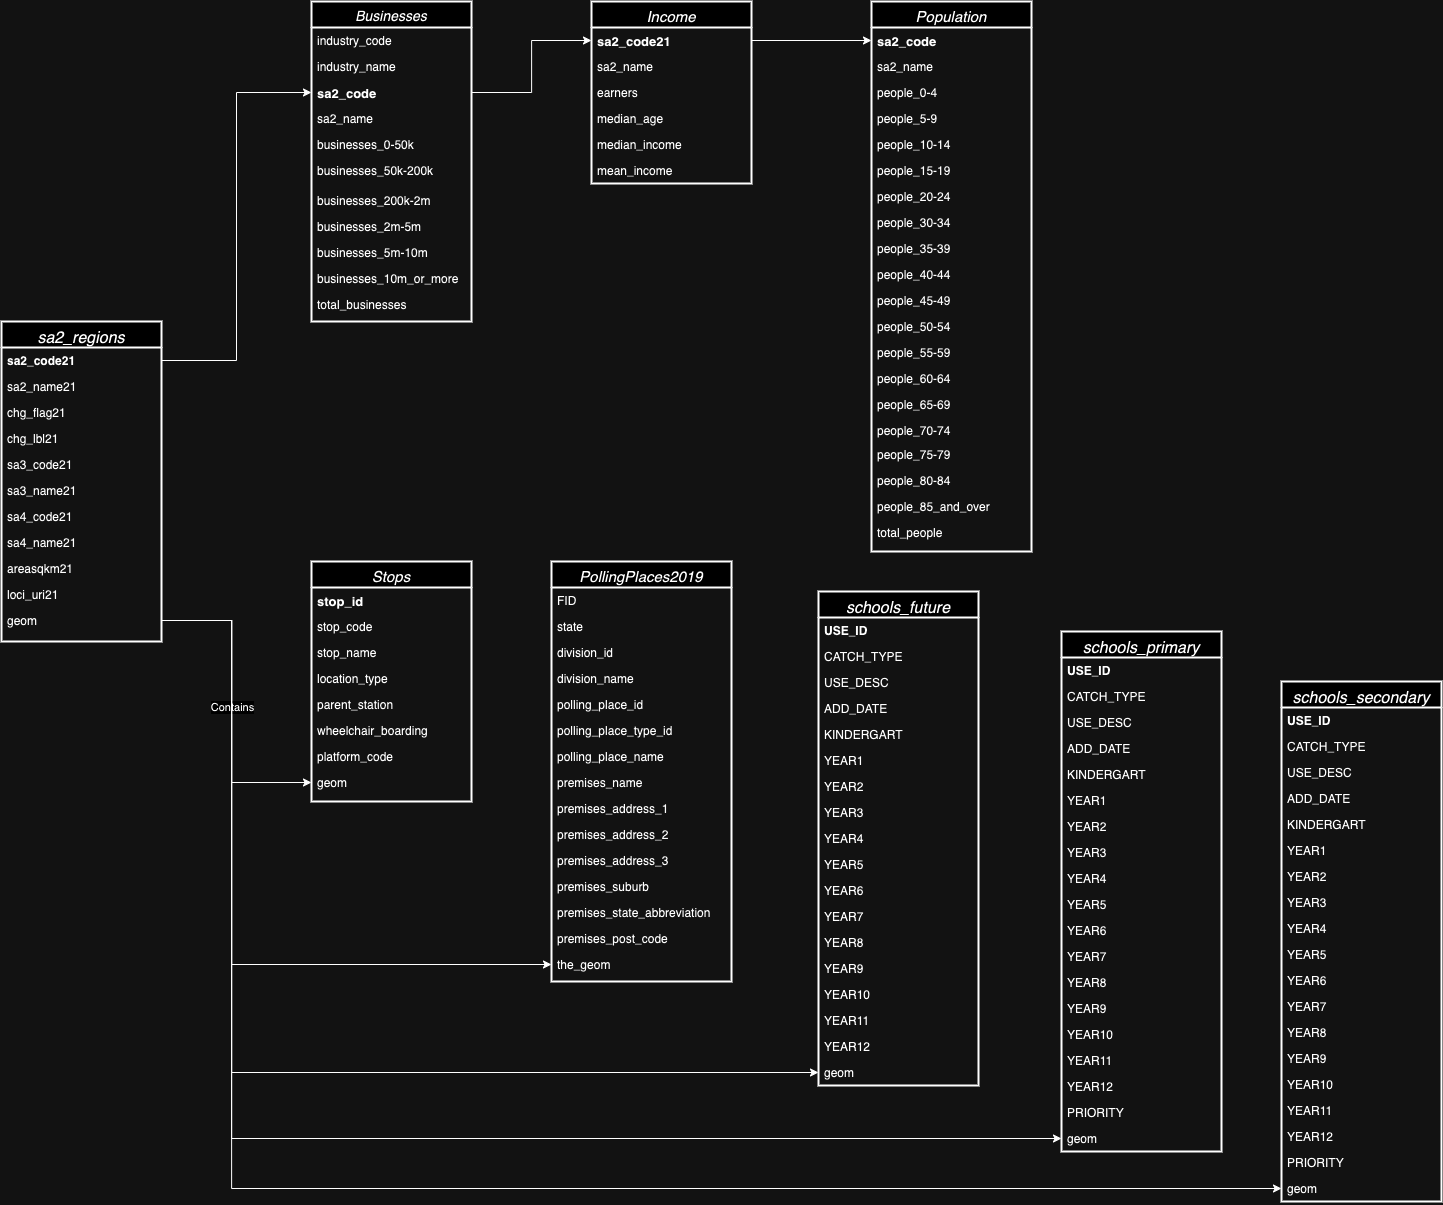 Businesses
industry_code
industry_name
sa2_code
sa2_name
businesses_0-50k
businesses_50k-200k
businesses_200k-2m
businesses_2m-5m
businesses_5m-10m
businesses_10m_or_more
total_businesses
Income
sa2_code21
sa2_name
earners
median_age
median_income
mean_income
Population
sa2_code
sa2_name
people_0-4
people_5-9
people_10-14
people_15-19
people_20-24
people_30-34
people_35-39
people_40-44
people_45-49
people_50-54
people_55-59
people_60-64
people_65-69
people_70-74
people_75-79
people_80-84
people_85_and_over
total_people
sa2_regions
sa2_code21
sa2_name21
chg_flag21
chg_lbl21
sa3_code21
sa3_name21
sa4_code21
sa4_name21
areasqkm21
loci_uri21
geom
Contains
Stops
stop_id
stop_code
stop_name
location_type
parent_station
wheelchair_boarding
platform_code
geom
PollingPlaces2019
FID
state
division_id
division_name
polling_place_id
polling_place_type_id
polling_place_name
premises_name
premises_address_1
premises_address_2
premises_address_3
premises_suburb
premises_state_abbreviation
premises_post_code
the_geom
schools_future
USE_ID
CATCH_TYPE
USE_DESC
ADD_DATE
KINDERGART
YEAR1
YEAR2
YEAR3
YEAR4
YEAR5
YEAR6
YEAR7
YEAR8
YEAR9
YEAR10
YEAR11
YEAR12
geom
schools_primary
USE_ID
CATCH_TYPE
USE_DESC
ADD_DATE
KINDERGART
YEAR1
YEAR2
YEAR3
YEAR4
YEAR5
YEAR6
YEAR7
YEAR8
YEAR9
YEAR10
YEAR11
YEAR12
PRIORITY
geom
schools_secondary
USE_ID
CATCH_TYPE
USE_DESC
ADD_DATE
KINDERGART
YEAR1
YEAR2
YEAR3
YEAR4
YEAR5
YEAR6
YEAR7
YEAR8
YEAR9
YEAR10
YEAR11
YEAR12
PRIORITY
geom